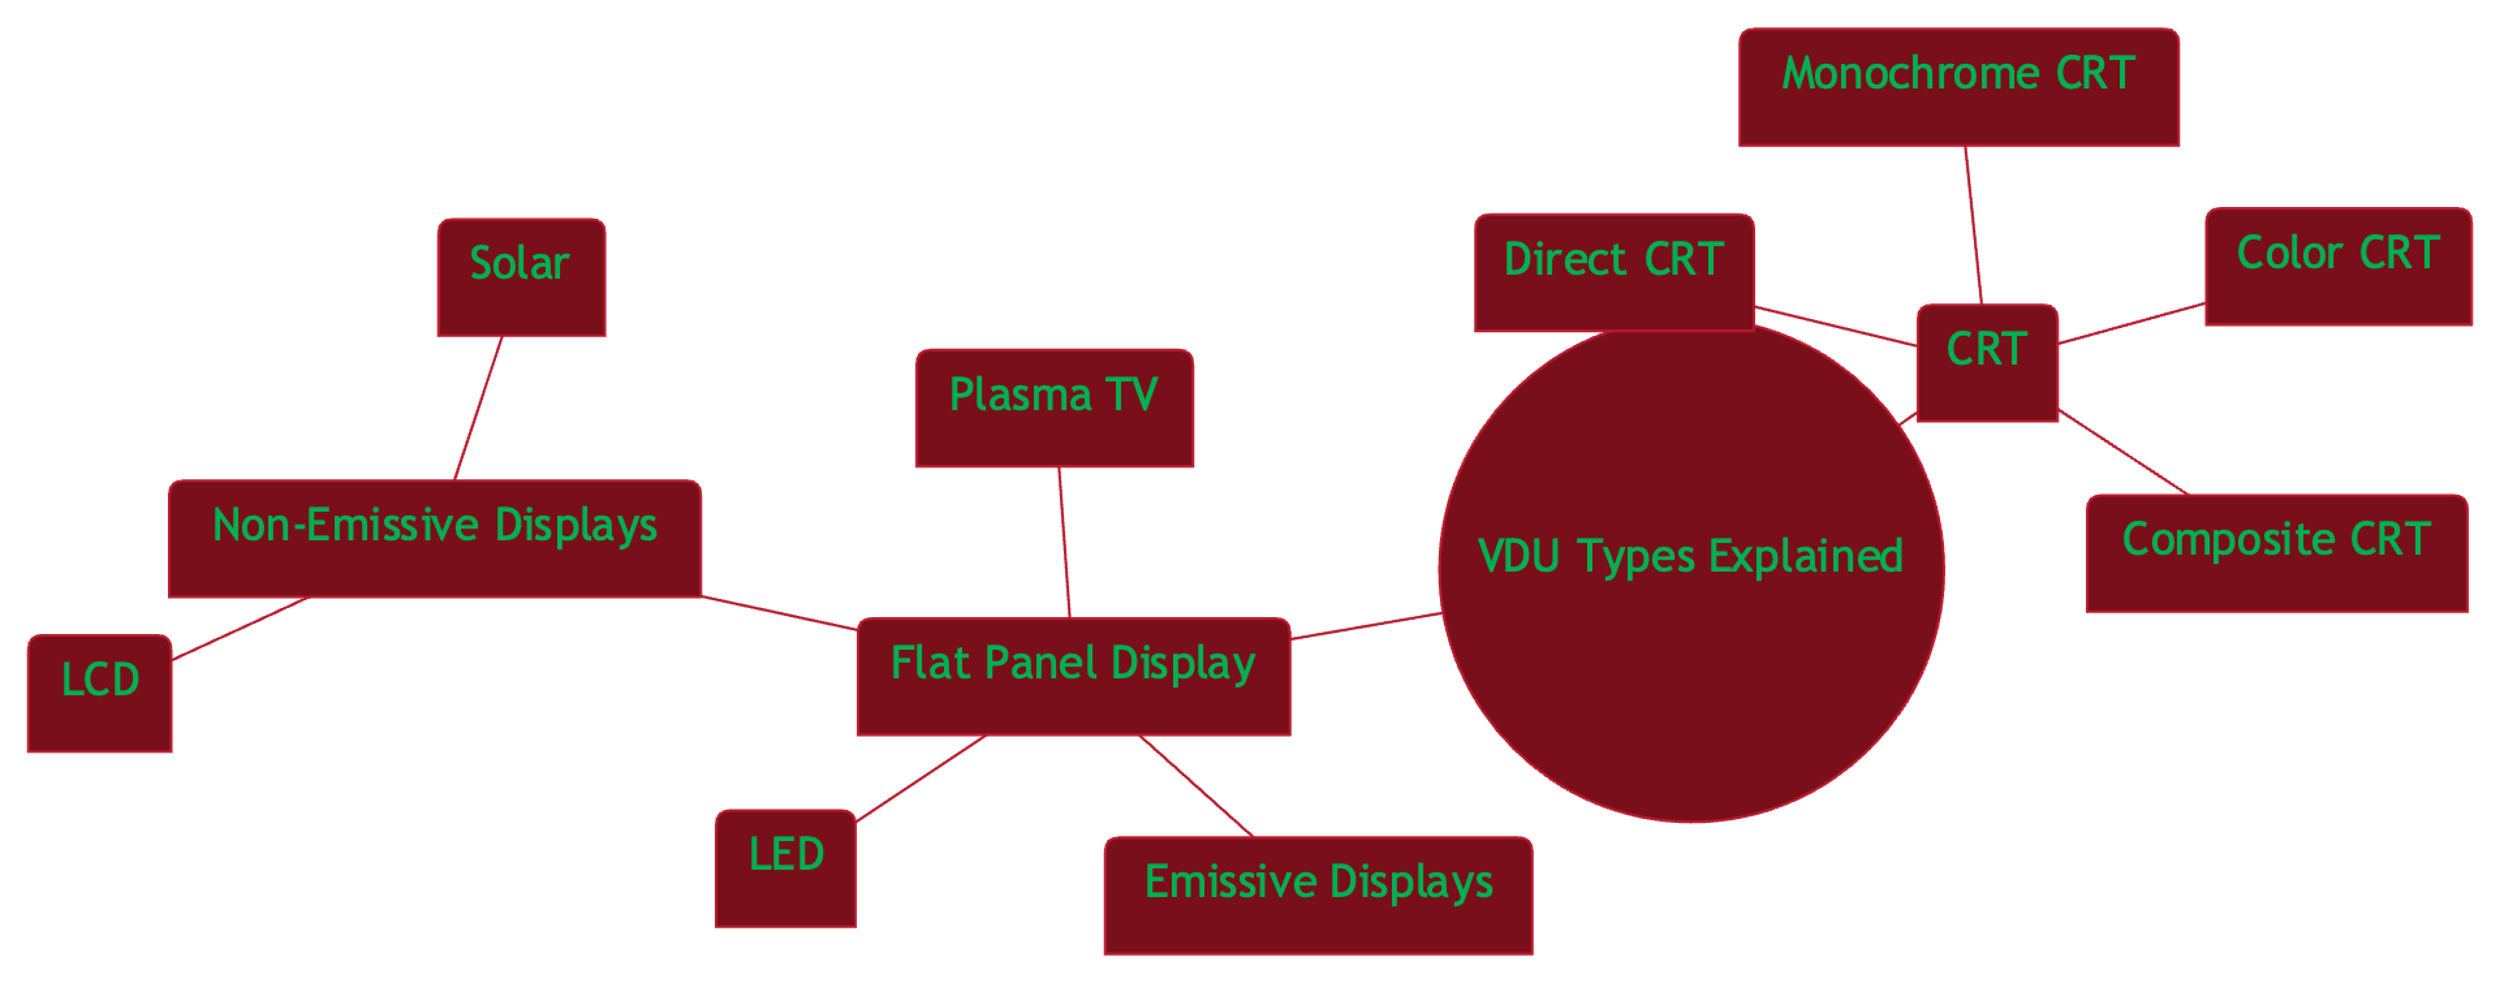 Monochrome CRT
Direct CRT
Color CRT
Solar
CRT
Plasma TV
Non-Emissive Displays
Composite CRT
VDU Types Explained
LCD
Flat Panel Display
LED
Emissive Displays